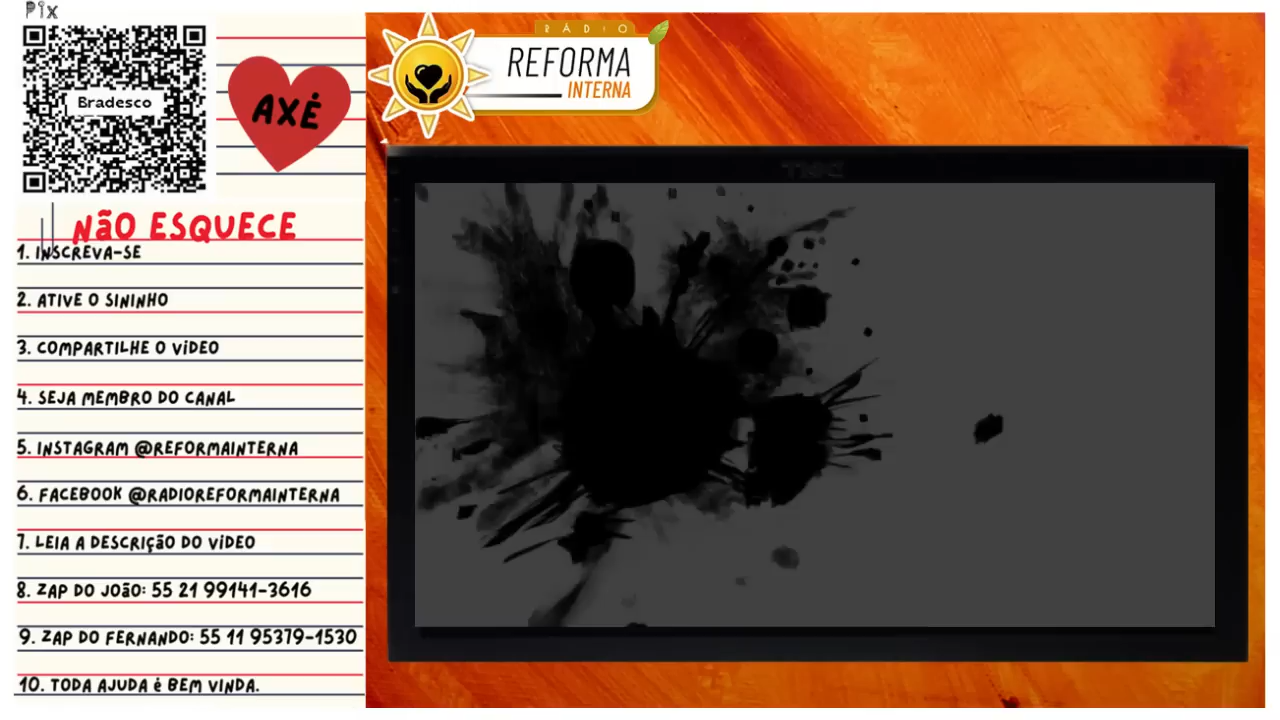 Pix
Bradesco
AXÉ
NÃO ESQUECE
1. INSCREVA-SE
2. ATIVE O SININHO
3. COMPARTILHE O VÍDEO
4. SEJA MEMBRO DO CANAL
5. INSTAGRAM @REFORMAINTERNA
6. FACEBOOK @RADIOREFORMAINTERNA
7. LEIA A DESCRIÇÃO DO VÍDEO
8. ZAP DO JOÃO: 55 21 99141-3616
9. ZAP DO FERNANDO: 55 11 95379-1530
10. TODA AJUDA É BEM VINDA.
RÁDIO
REFORMA
INTERNA